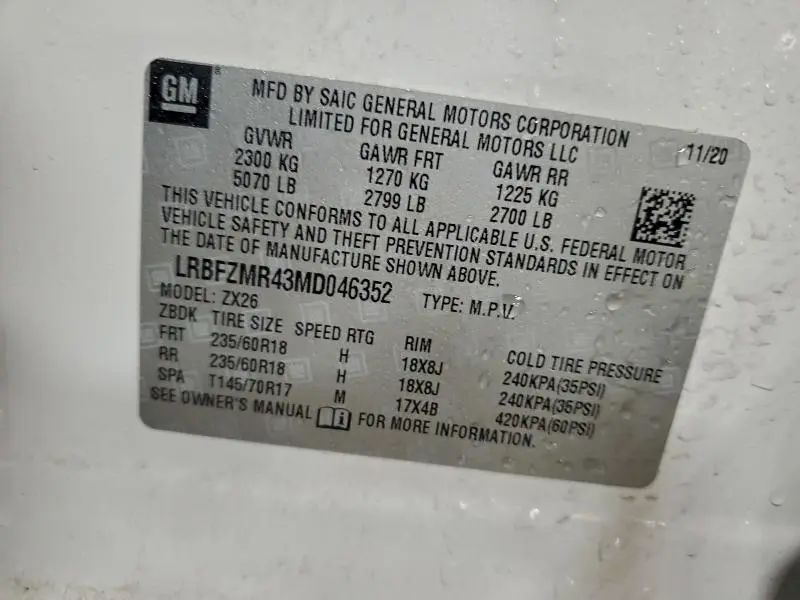 GM
MFD BY SAIC GENERAL MOTORS CORPORATION
LIMITED FOR GENERAL MOTORS LLC
11/20
GVWR GAWR FRT GAWR RR
2300 KG 1270 KG 1225 KG
5070 LB 2799 LB 2700 LB
THIS VEHICLE CONFORMS TO ALL APPLICABLE U.S. FEDERAL MOTOR
VEHICLE SAFETY AND THEFT PREVENTION STANDARDS IN EFFECT ON
THE DATE OF MANUFACTURE SHOWN ABOVE.
LRBFZMR43MD046352 TYPE: M.P.V.
MODEL: ZX26
ZBDK TIRE SIZE SPEED RTG RIM COLD TIRE PRESSURE
FRT 235/60R18 H 18X8J 240KPA(35PSI)
RR 235/60R18 H 18X8J 240KPA(35PSI)
SPA T145/70R17 M 17X4B 420KPA(60PSI)
SEE OWNER'S MANUAL i FOR MORE INFORMATION.